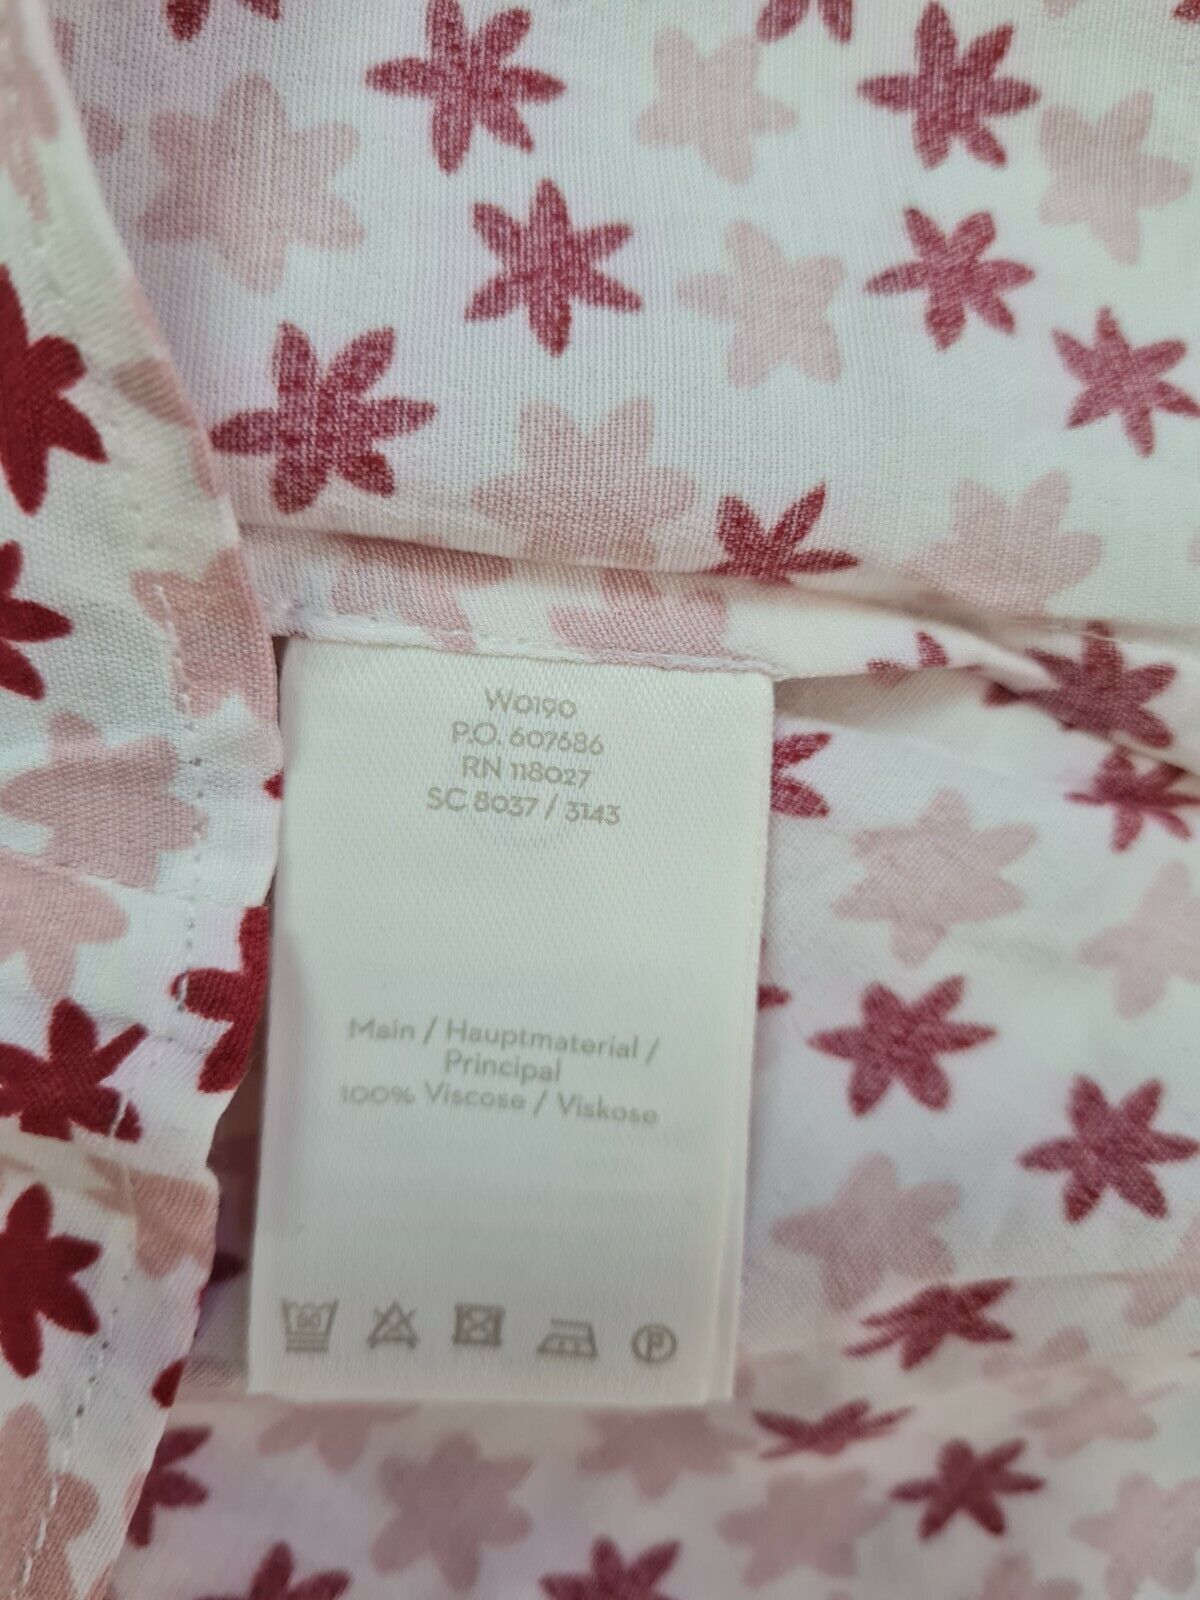 W0190
P.O. 607686
RN 118027
SC 8037 / 3143
Main / Hauptmaterial /
Principal
100% Viscose / Viskose
P